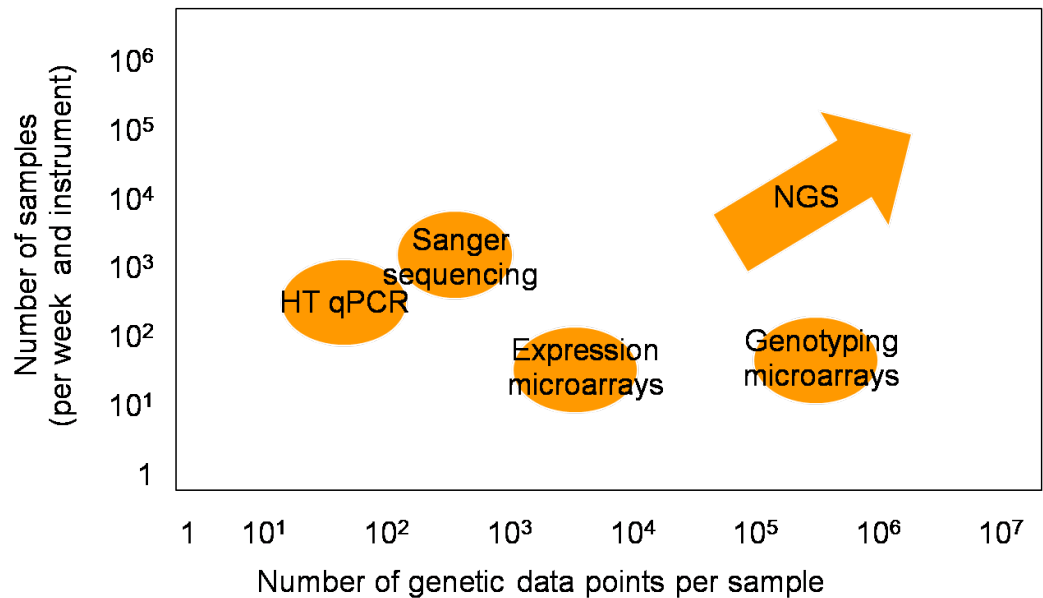 Number of samples
(per week and instrument)
10⁶
10⁵
10⁴
10³
10²
10¹
1
NGS
Sanger
sequencing
HT qPCR
Expression
microarrays
Genotyping
microarrays
1 10¹ 10² 10³ 10⁴ 10⁵ 10⁶ 10⁷
Number of genetic data points per sample